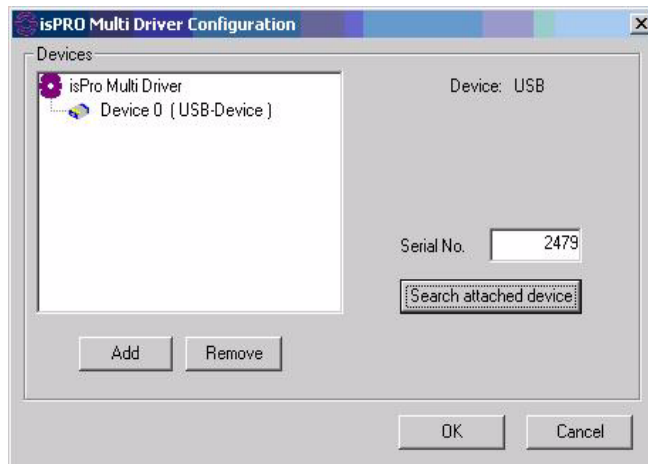 isPRO Multi Driver Configuration
Devices
isPro Multi Driver
Device 0 ( USB-Device )
Device: USB
Serial No. 2479
Search attached device
Add Remove
OK Cancel